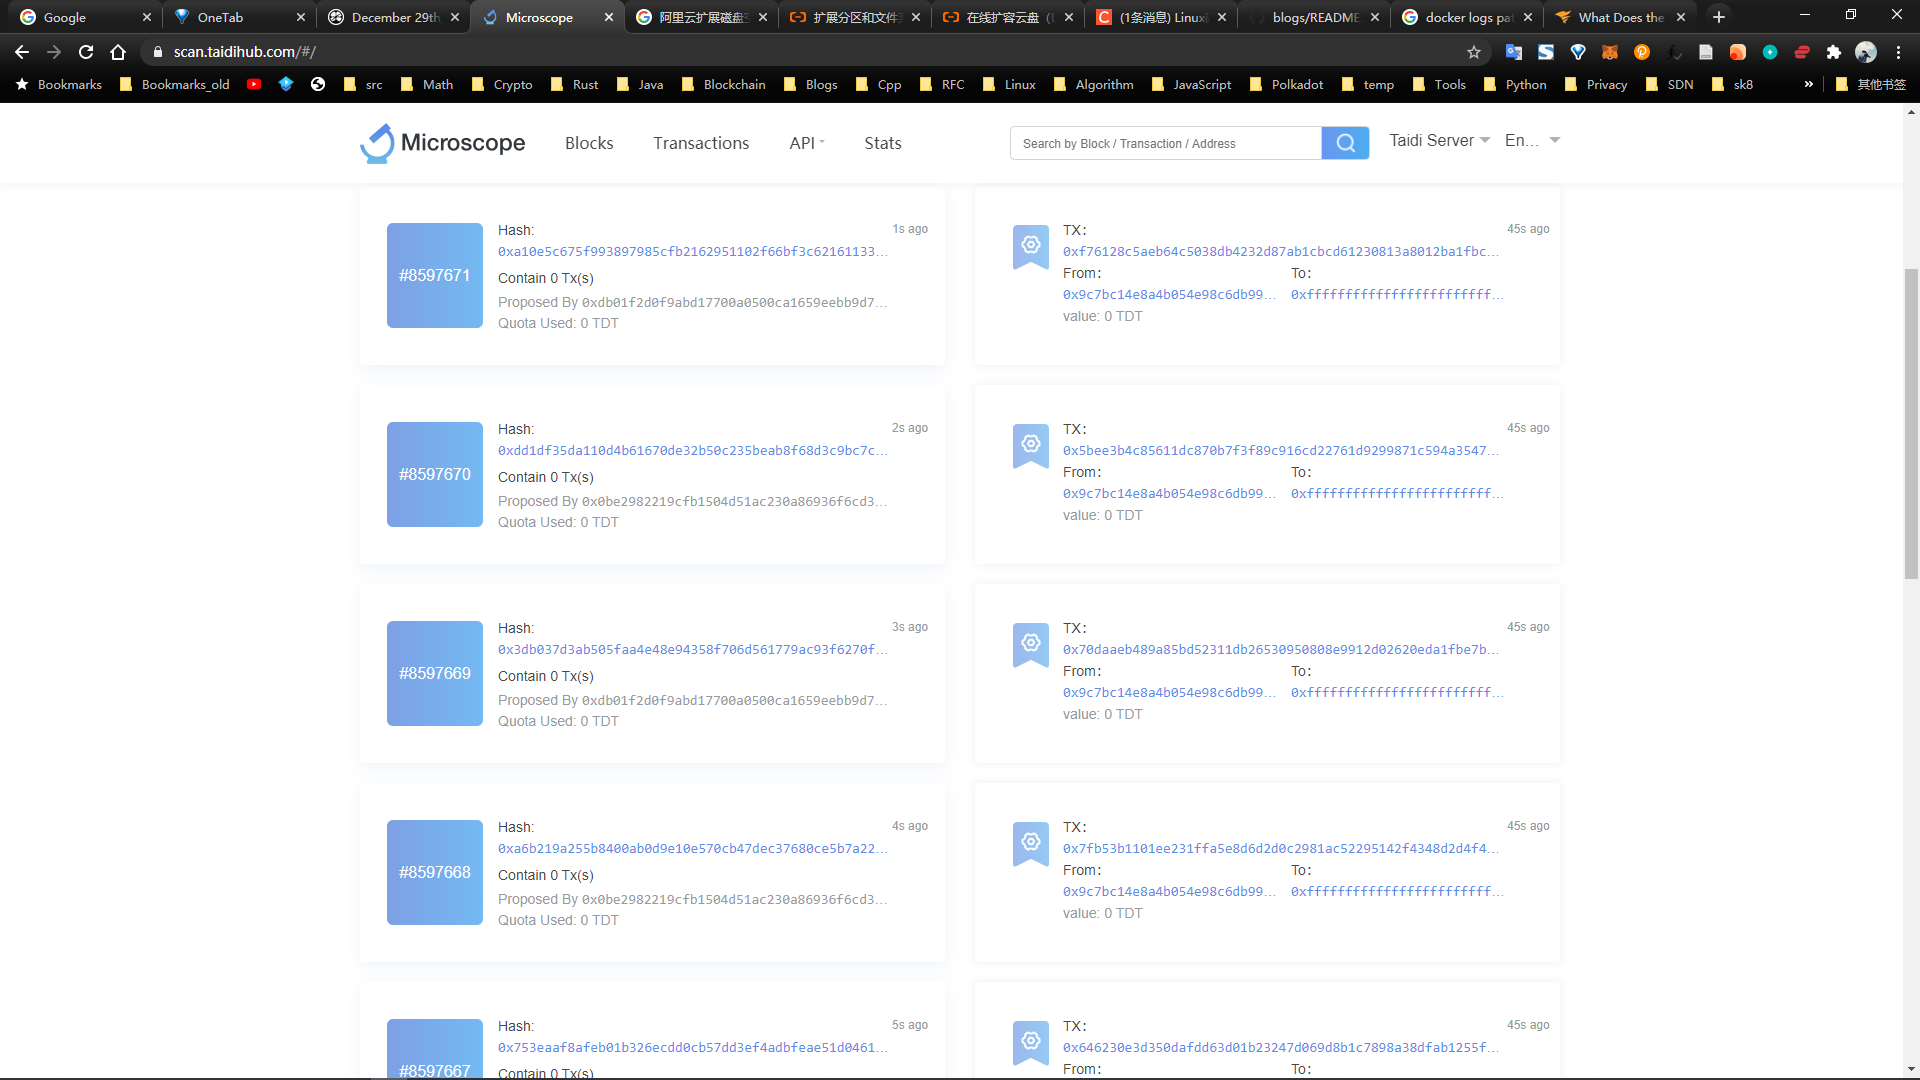 Google
OneTab
December 29th
Microscope
阿里云扩展磁盘
扩展分区和文件
在线扩容云盘
(1条消息) Linux
blogs/README
docker logs pa
What Does the
scan.taidihub.com/#/
Bookmarks
Bookmarks_old
src
Math
Crypto
Rust
Java
Blockchain
Blogs
Cpp
RFC
Linux
Algorithm
JavaScript
Polkadot
temp
Tools
Python
Privacy
SDN
sk8
»
其他书签
Microscope
Blocks
Transactions
API
Stats
Search by Block / Transaction / Address
Taidi Server
En...
#8597671
Hash:
1s ago
0xa10e5c675f993897985cfb2162951102f66bf3c62161133...
Contain 0 Tx(s)
Proposed By 0xdb01f2d0f9abd17700a0500ca1659eebb9d7...
Quota Used: 0 TDT
TX:
45s ago
0xf76128c5aeb64c5038db4232d87ab1cbcd61230813a8012ba1fbc...
From:
To:
0x9c7bc14e8a4b054e98c6db99...
0xffffffffffffffffffffffff...
value: 0 TDT
#8597670
Hash:
2s ago
0xdd1df35da110d4b61670de32b50c235beab8f68d3c9bc7c...
Contain 0 Tx(s)
Proposed By 0x0be2982219cfb1504d51ac230a86936f6cd3...
Quota Used: 0 TDT
TX:
45s ago
0x5bee3b4c85611dc870b7f3f89c916cd22761d9299871c594a3547...
From:
To:
0x9c7bc14e8a4b054e98c6db99...
0xffffffffffffffffffffffff...
value: 0 TDT
#8597669
Hash:
3s ago
0x3db037d3ab505faa4e48e94358f706d561779ac93f6270f...
Contain 0 Tx(s)
Proposed By 0xdb01f2d0f9abd17700a0500ca1659eebb9d7...
Quota Used: 0 TDT
TX:
45s ago
0x70daaeb489a85bd52311db26530950808e9912d02620eda1fbe7b...
From:
To:
0x9c7bc14e8a4b054e98c6db99...
0xffffffffffffffffffffffff...
value: 0 TDT
#8597668
Hash:
4s ago
0xa6b219a255b8400ab0d9e10e570cb47dec37680ce5b7a22...
Contain 0 Tx(s)
Proposed By 0x0be2982219cfb1504d51ac230a86936f6cd3...
Quota Used: 0 TDT
TX:
45s ago
0x7fb53b1101ee231ffa5e8d6d2d0c2981ac52295142f4348d2d4f4...
From:
To:
0x9c7bc14e8a4b054e98c6db99...
0xffffffffffffffffffffffff...
value: 0 TDT
#8597667
Hash:
5s ago
0x753eaaf8afeb01b326ecdd0cb57dd3ef4adbfeae51d0461...
Contain 0 Tx(s)
TX:
45s ago
0x646230e3d350dafdd63d01b23247d069d8b1c7898a38dfab1255f...
From:
To: